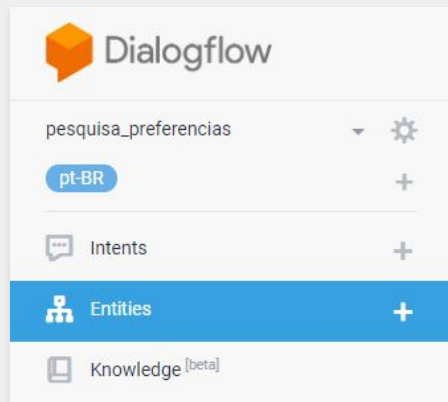 Dialogflow
pesquisa_preferencias
pt-BR
Intents
Entities
Knowledge [beta]